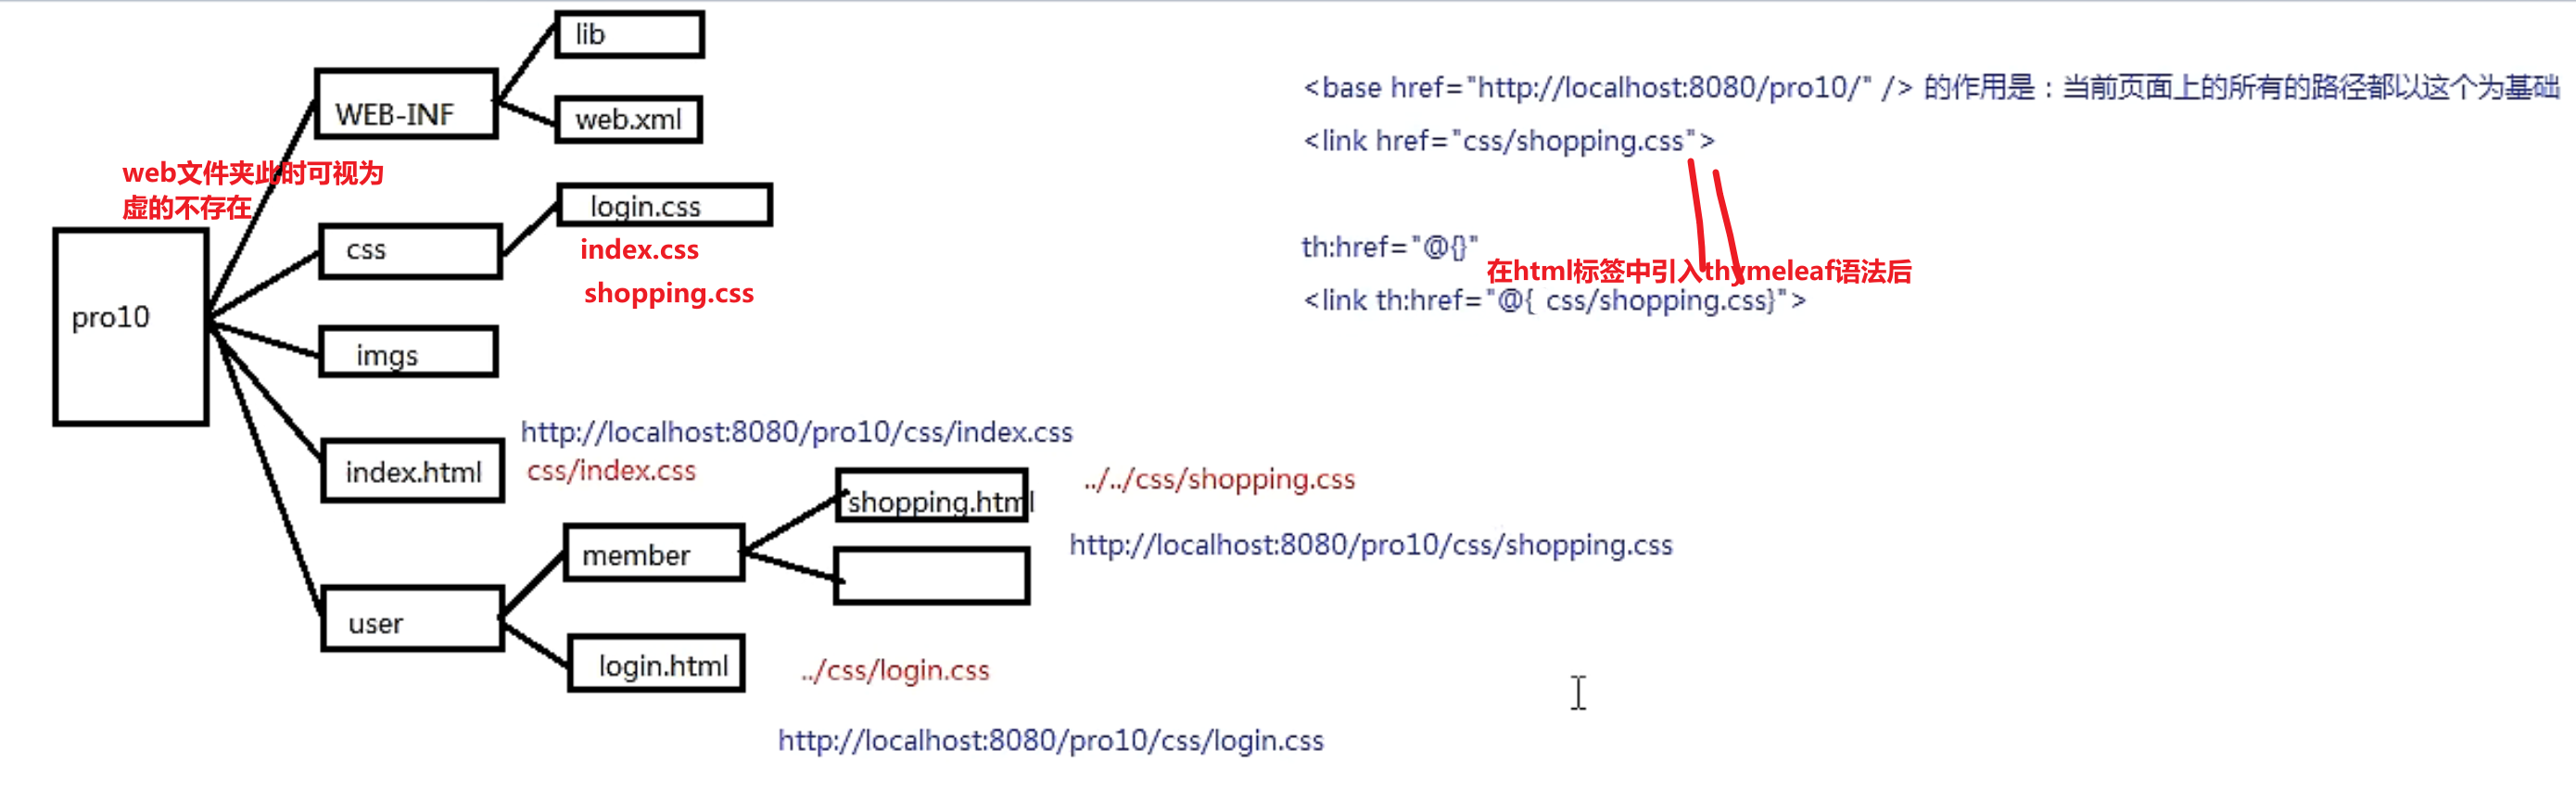 lib
WEB-INF
web.xml
web文件夹此时可视为
虚的不存在
login.css
css
index.css
shopping.css
pro10
imgs
http://localhost:8080/pro10/css/index.css
index.html
css/index.css
shopping.html
../../css/shopping.css
member
http://localhost:8080/pro10/css/shopping.css
user
login.html
../css/login.css
http://localhost:8080/pro10/css/login.css
<base href="http://localhost:8080/pro10/" /> 的作用是：当前页面上的所有的路径都以这个为基础
<link href="css/shopping.css">
th:href="@{}"
在html标签中引入thymeleaf语法后
<link th:href="@{ css/shopping.css}">